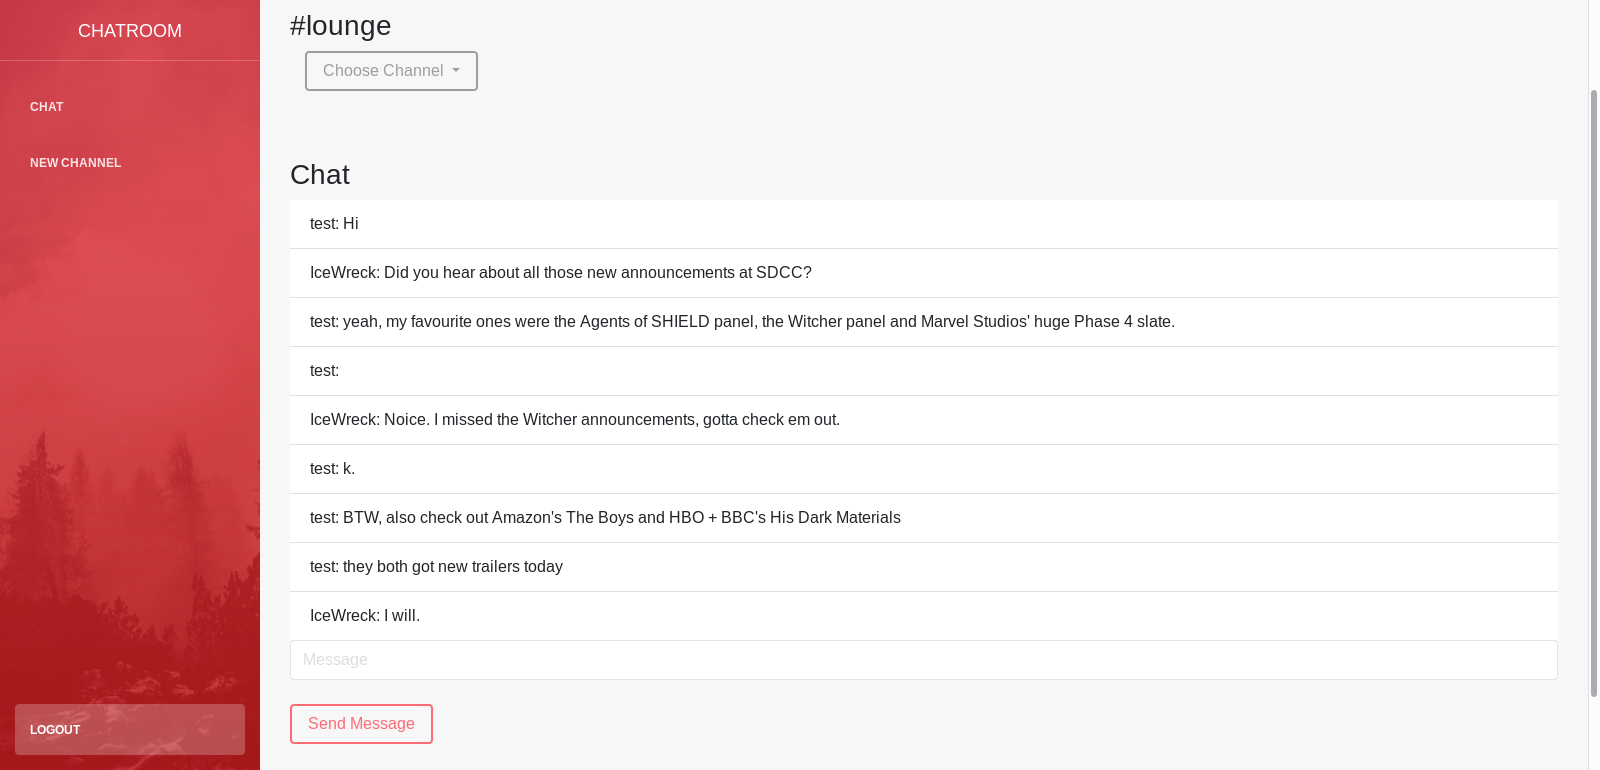 CHATROOM
CHAT
NEW CHANNEL
LOGOUT
#lounge
Choose Channel
Chat
test: Hi
IceWreck: Did you hear about all those new announcements at SDCC?
test: yeah, my favourite ones were the Agents of SHIELD panel, the Witcher panel and Marvel Studios' huge Phase 4 slate.
test:
IceWreck: Noice. I missed the Witcher announcements, gotta check em out.
test: k.
test: BTW, also check out Amazon's The Boys and HBO + BBC's His Dark Materials
test: they both got new trailers today
IceWreck: I will.
Message
Send Message